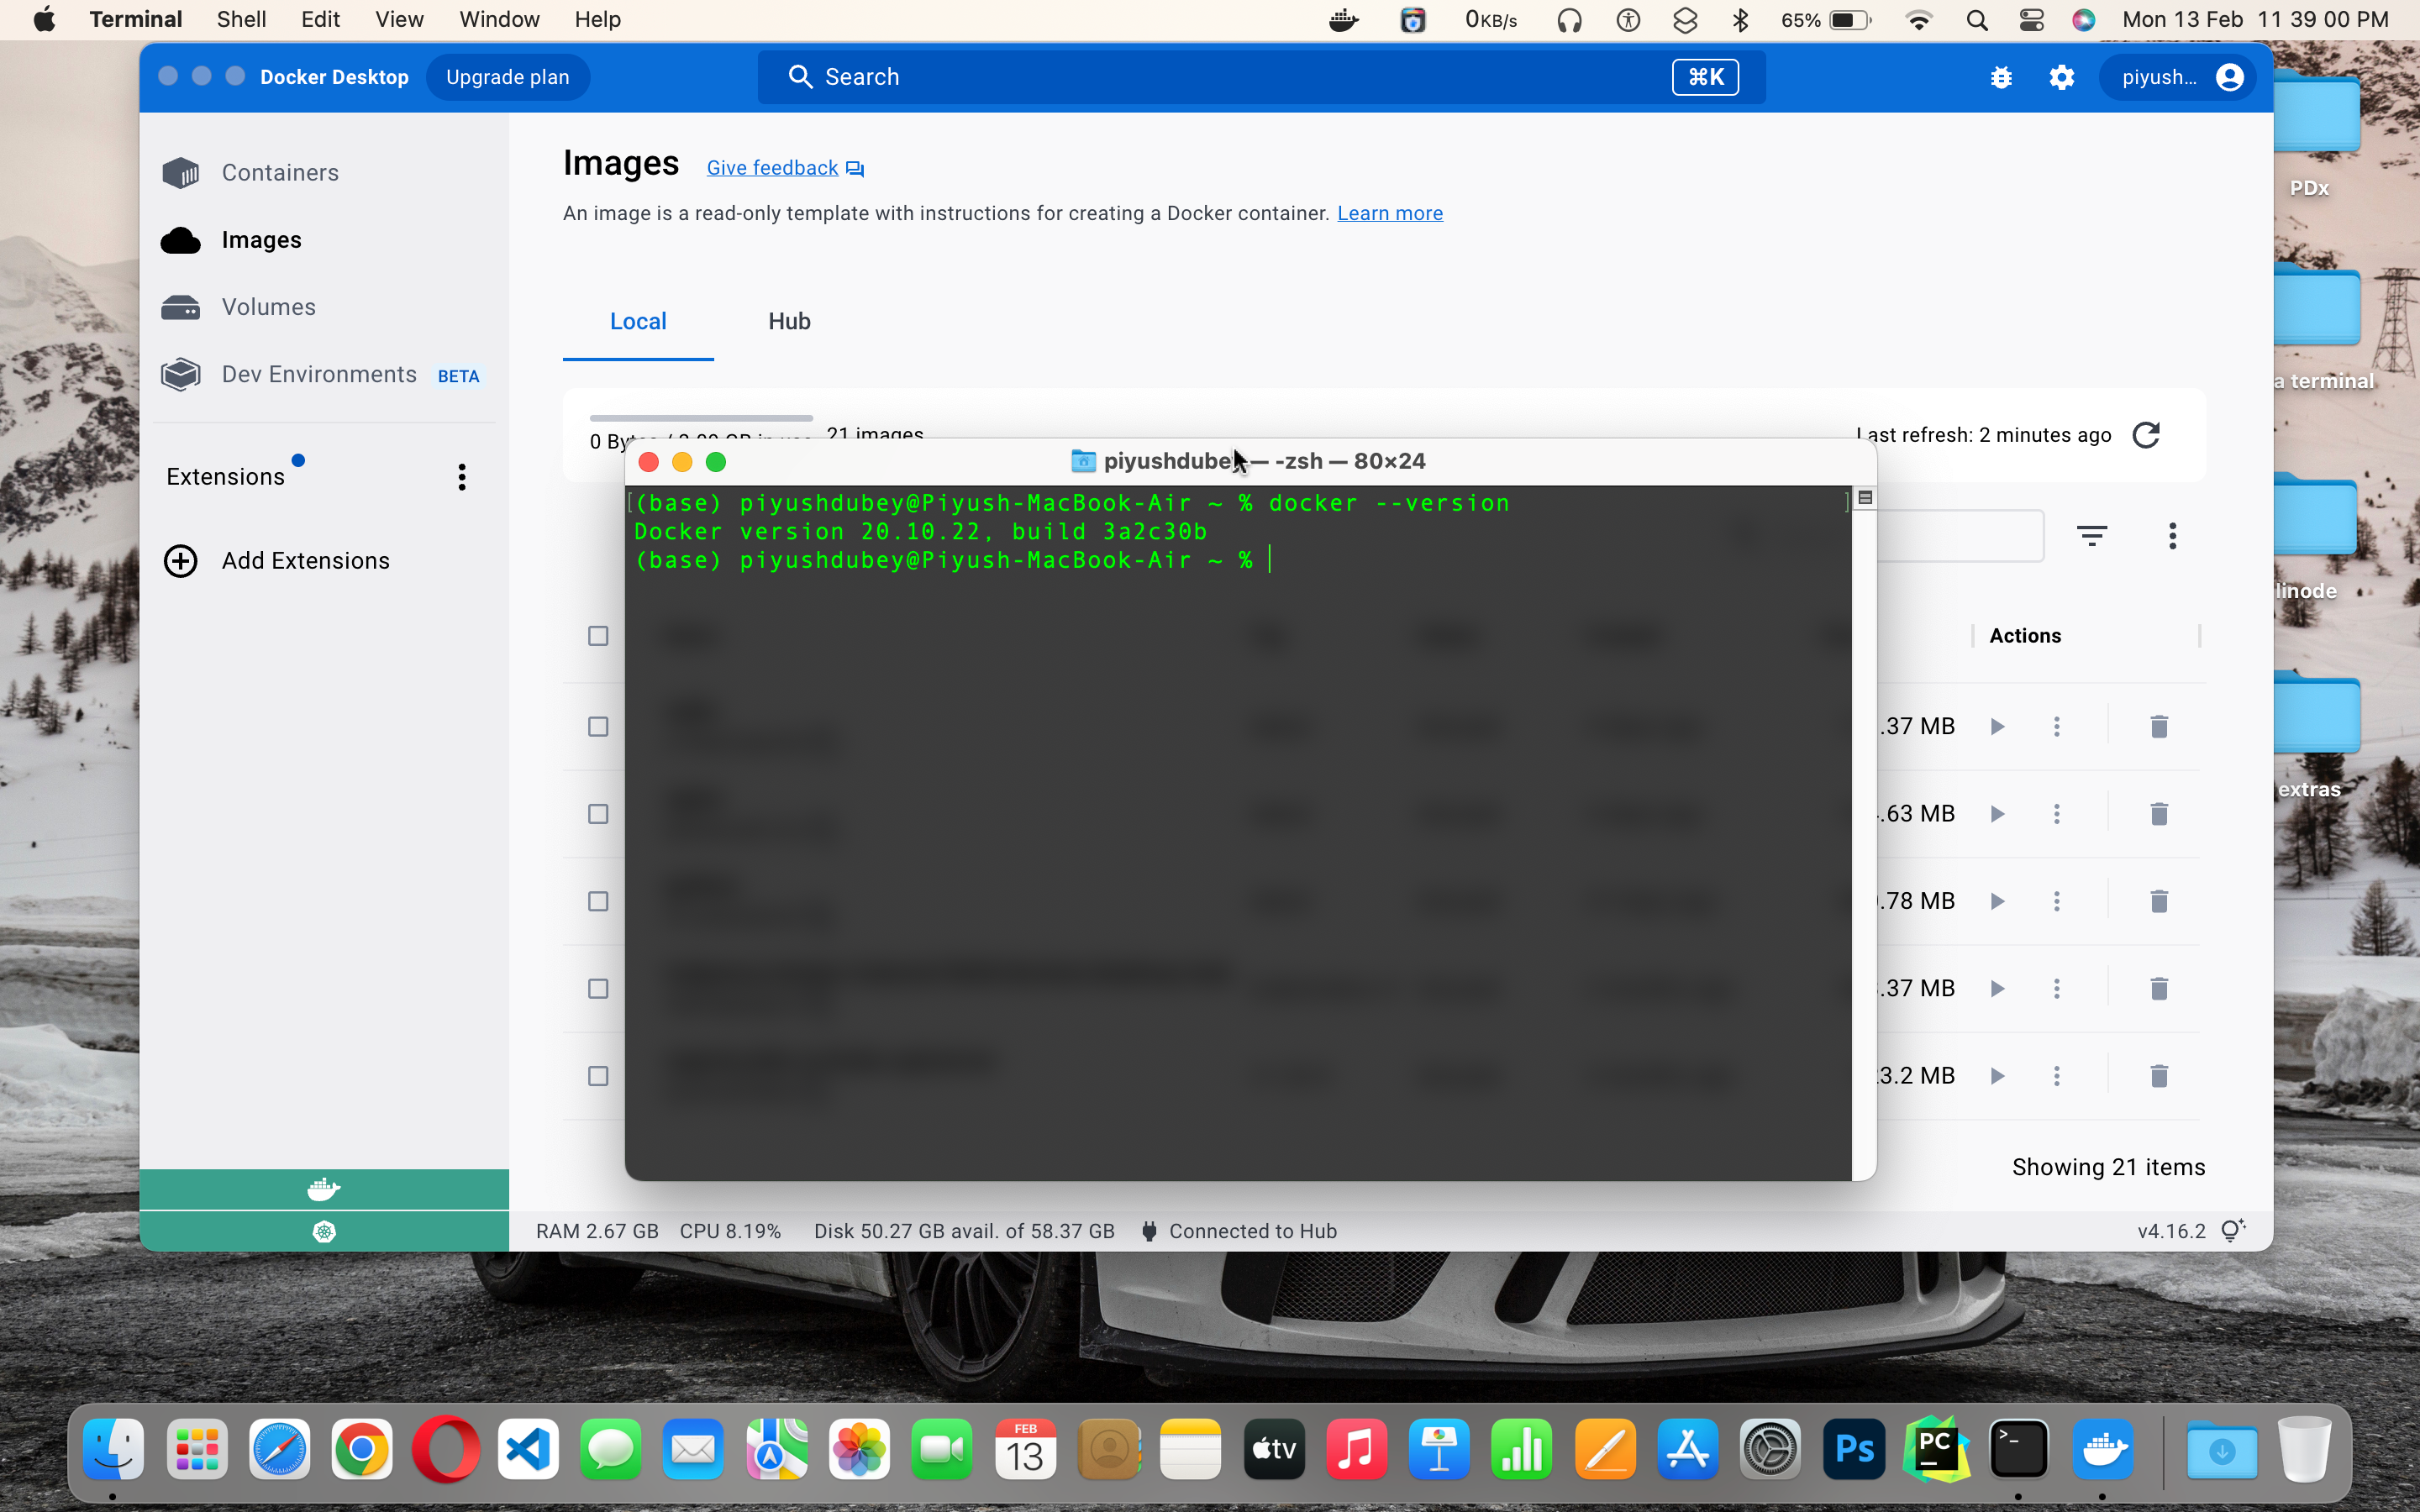 Terminal Shell Edit View Window Help 0KB/s 65% Mon 13 Feb 11 39 00 PM
Docker Desktop Upgrade plan Search ⌘K piyush...
Containers
Images
Volumes
Dev Environments BETA
Extensions
Add Extensions
Images Give feedback
An image is a read-only template with instructions for creating a Docker container. Learn more
Local Hub
21 images
Last refresh: 2 minutes ago
piyushdubey — -zsh — 80×24
[(base) piyushdubey@Piyush-MacBook-Air ~ % docker --version ]
Docker version 20.10.22, build 3a2c30b
(base) piyushdubey@Piyush-MacBook-Air ~ %
Actions
.37 MB
.63 MB
.78 MB
.37 MB
3.2 MB
Showing 21 items
RAM 2.67 GB CPU 8.19% Disk 50.27 GB avail. of 58.37 GB Connected to Hub v4.16.2
PDx
a terminal
linode
extras
FEB
13
tv
Ps
PC
>_